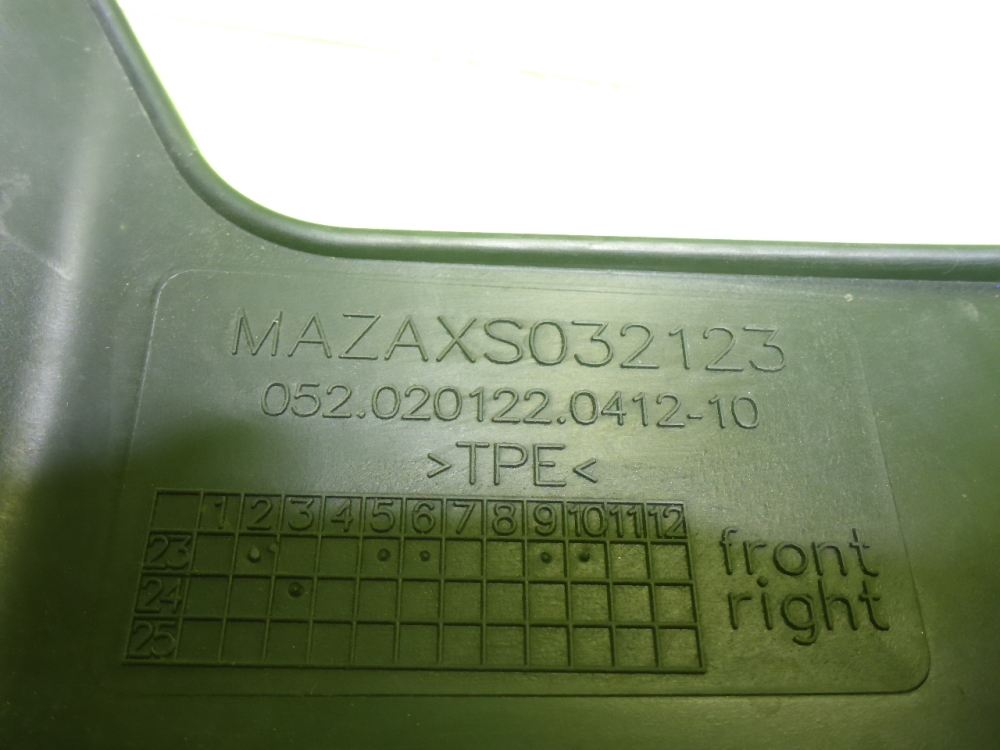 MAZAXS032123
052.020122.0412-10
>TPE<
1 2 3 4 5 6 7 8 9 10 11 12
23
24
25
front
right